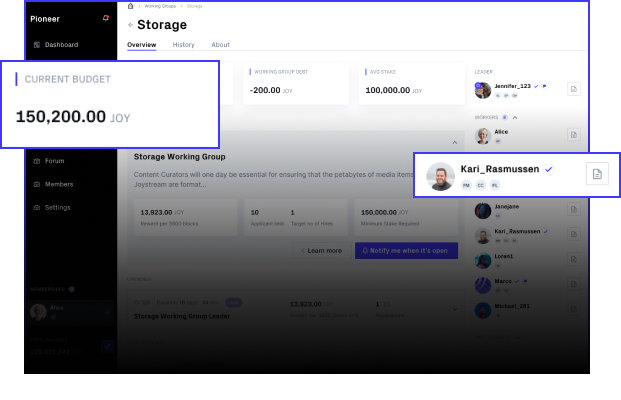 Pioneer
Working Groups › Storage
Storage
Dashboard
Overview History About
CURRENT BUDGET
150,200.00 JOY
WORKING GROUP DEBT
-200.00 JOY
AVG STAKE
100,000.00 JOY
LEADER
Jennifer_123
WORKERS
Alice
Storage Working Group
Content Curators will one day be essential for ensuring that the petabytes of media items
Joystream are format...
Kari_Rasmussen
FM CC FL
Forum
Members
Settings
13,923.00 JOY
Reward per 3600 blocks
10
Applicant limit
1
Target no of Hires
150,000.00 JOY
Minimum Stake Required
Learn more
Notify me when it's open
Janejane
Kari_Rasmussen
Loren1
Marco
Michael_261
Alice
13,923.00 JOY
Storage Working Group Leader